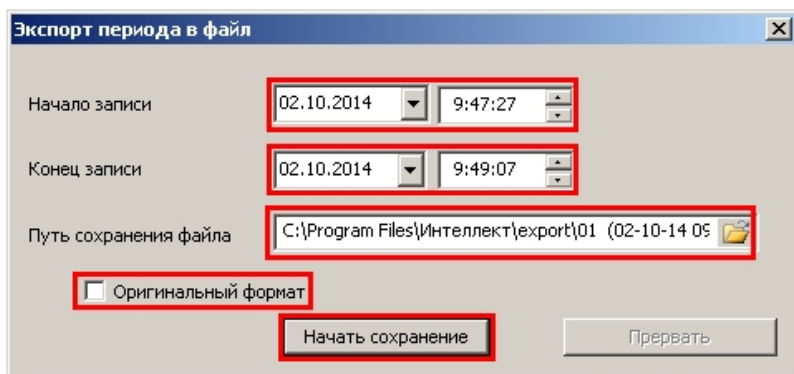 Экспорт периода в файл
Начало записи 02.10.2014 9:47:27
Конец записи 02.10.2014 9:49:07
Путь сохранения файла C:\Program Files\Интеллект\export\01 (02-10-14 09
Оригинальный формат
Начать сохранение Прервать